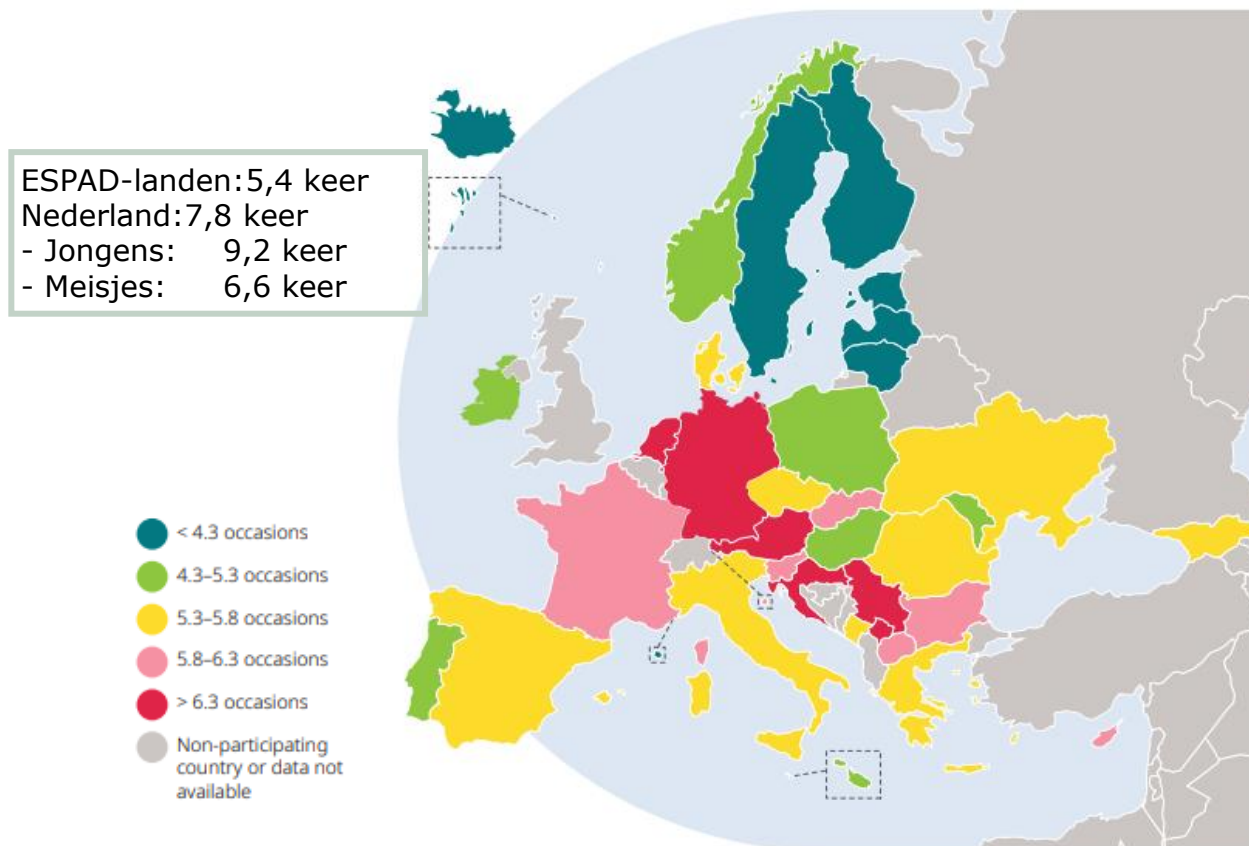 ESPAD-landen:5,4 keer
Nederland:7,8 keer
- Jongens: 9,2 keer
- Meisjes: 6,6 keer
< 4.3 occasions
4.3–5.3 occasions
5.3–5.8 occasions
5.8–6.3 occasions
> 6.3 occasions
Non-participating
country or data not
available